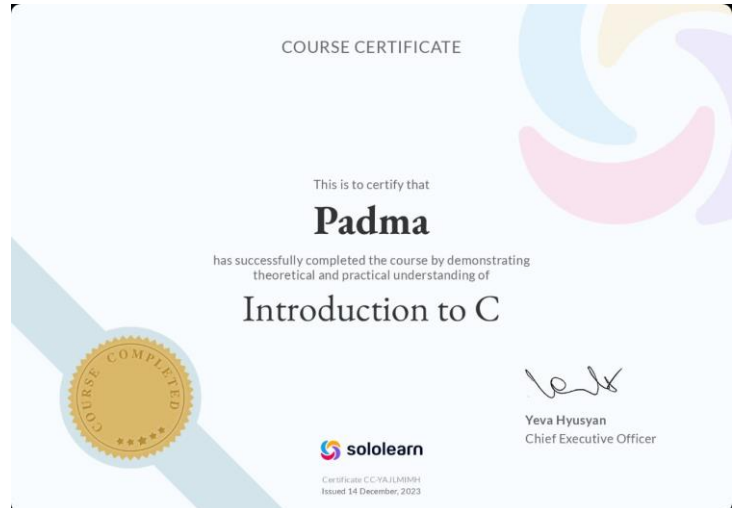 COURSE CERTIFICATE
This is to certify that
Padma
has successfully completed the course by demonstrating
theoretical and practical understanding of
Introduction to C
COURSE COMPLETED
Yeva Hyusyan
Chief Executive Officer
sololearn
Certificate CC-YAJLMIMH
Issued 14 December, 2023